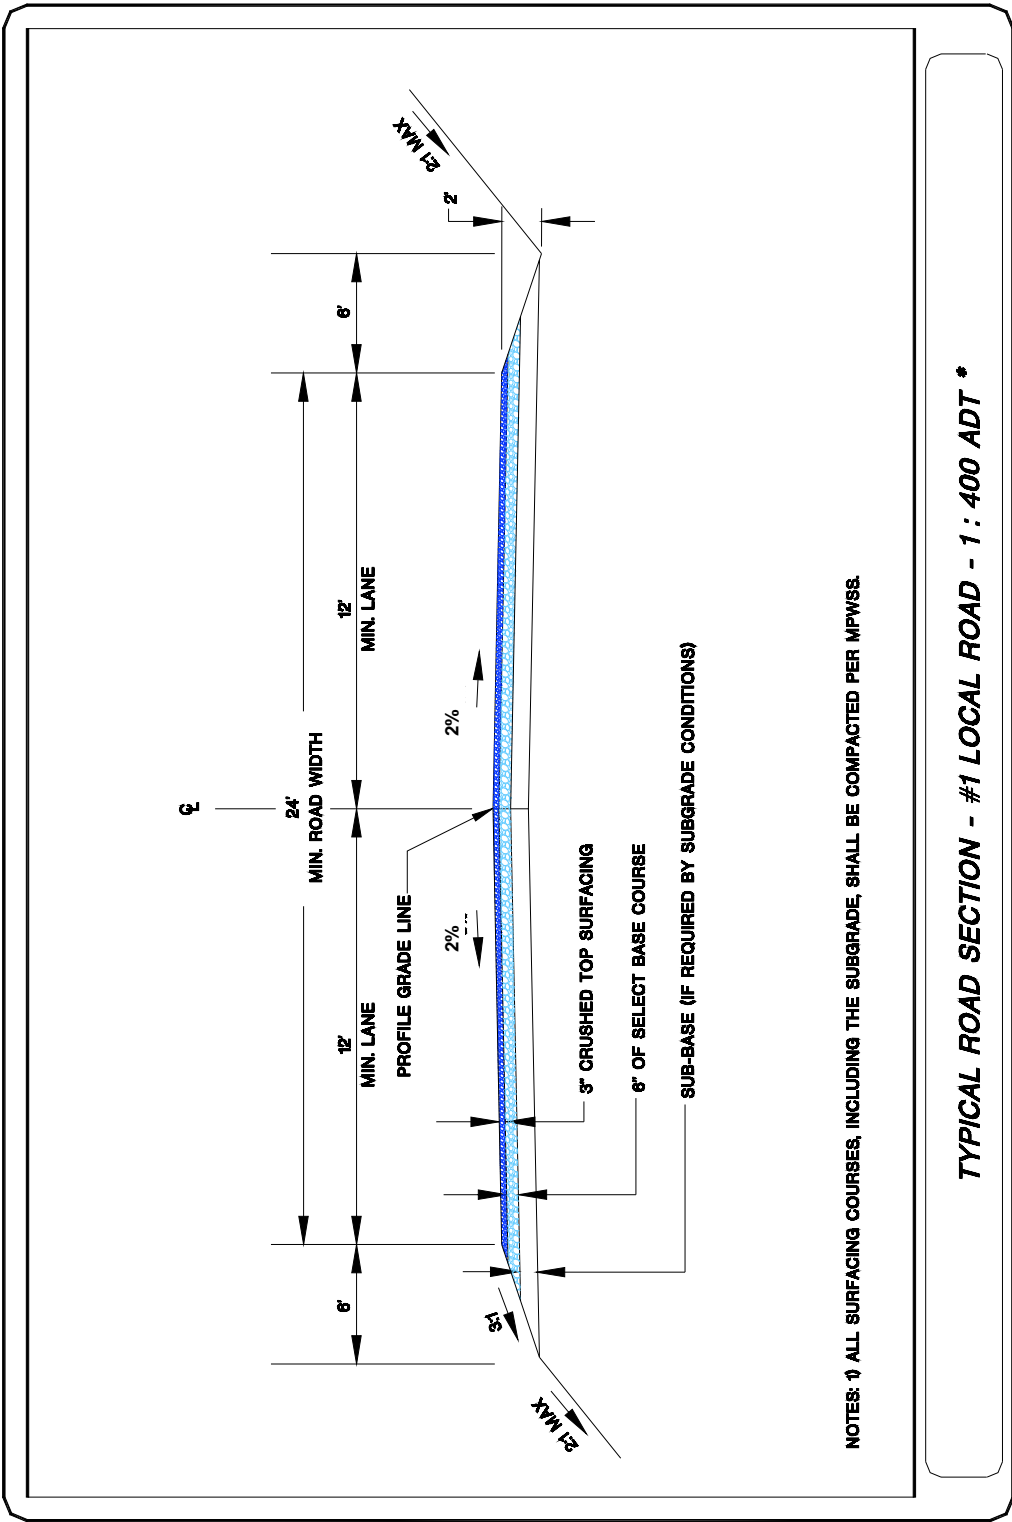 ℄
24'
MIN. ROAD WIDTH
6'
12'
MIN. LANE
12'
MIN. LANE
6'
PROFILE GRADE LINE
2%
2%
2'
2:1 MAX
3:1
2:1 MAX
3" CRUSHED TOP SURFACING
6" OF SELECT BASE COURSE
SUB-BASE (IF REQUIRED BY SUBGRADE CONDITIONS)
NOTES: 1) ALL SURFACING COURSES, INCLUDING THE SUBGRADE, SHALL BE COMPACTED PER MPWSS.
TYPICAL ROAD SECTION - #1 LOCAL ROAD - 1 : 400 ADT *